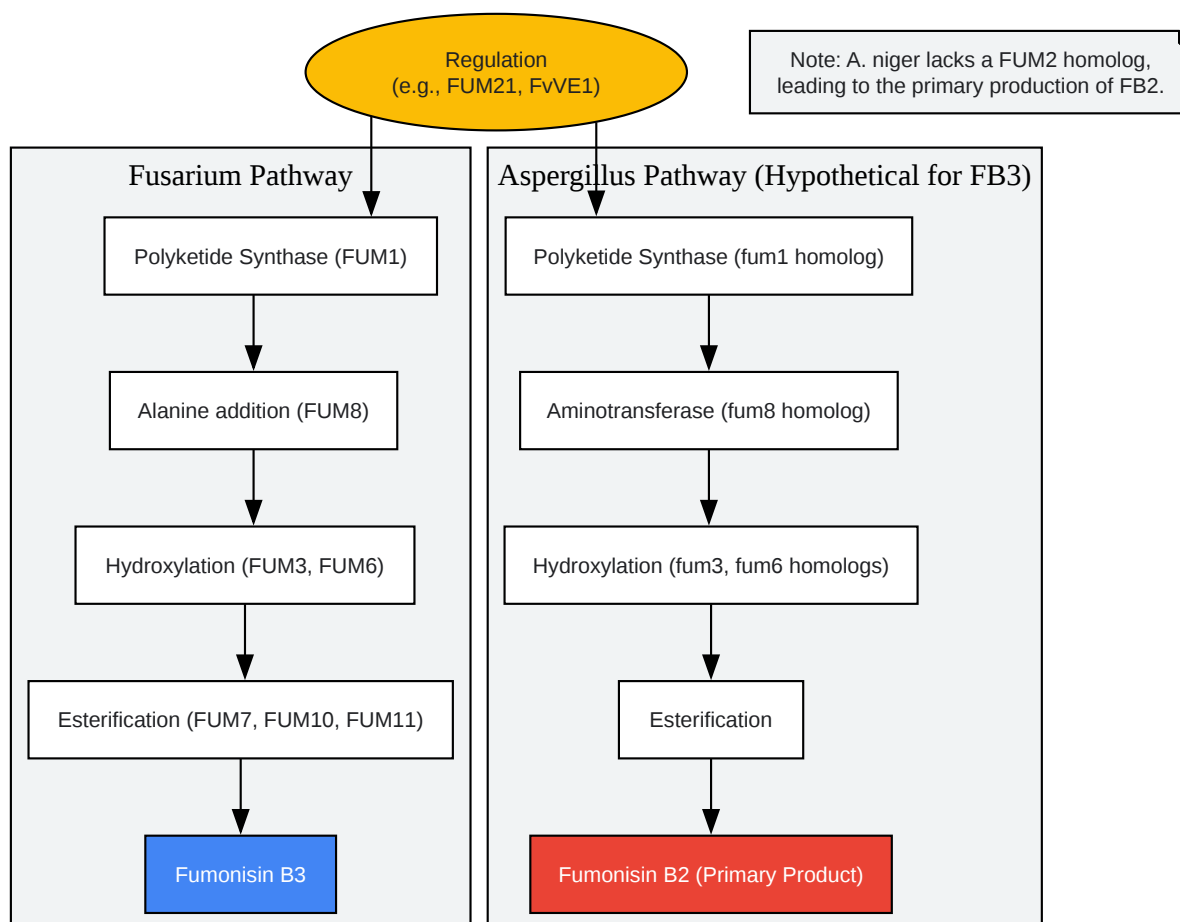 Regulation
(e.g., FUM21, FvVE1)
Note: A. niger lacks a FUM2 homolog,
leading to the primary production of FB2.
Fusarium Pathway
Aspergillus Pathway (Hypothetical for FB3)
Polyketide Synthase (FUM1)
Polyketide Synthase (fum1 homolog)
Alanine addition (FUM8)
Aminotransferase (fum8 homolog)
Hydroxylation (FUM3, FUM6)
Hydroxylation (fum3, fum6 homologs)
Esterification (FUM7, FUM10, FUM11)
Esterification
Fumonisin B3
Fumonisin B2 (Primary Product)